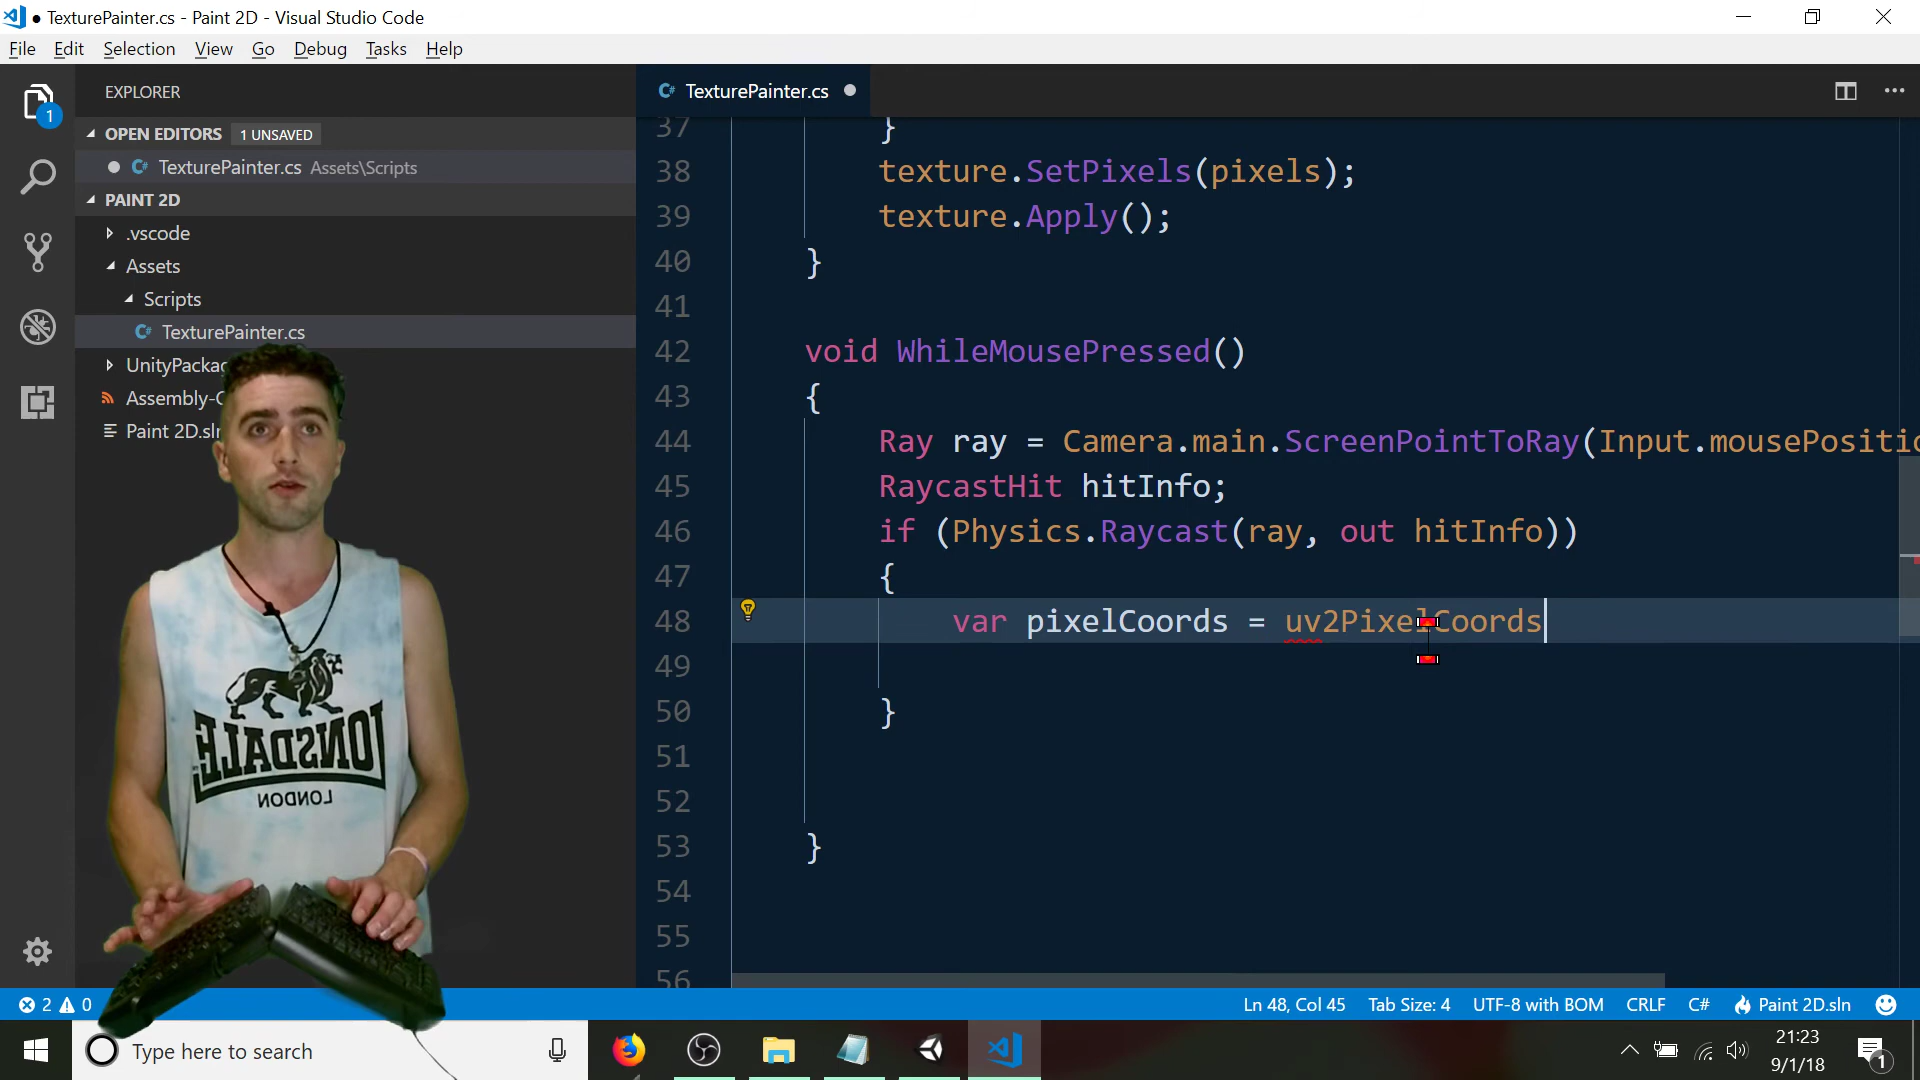 TexturePainter.cs - Paint 2D - Visual Studio Code
File Edit Selection View Go Debug Tasks Help
EXPLORER
TexturePainter.cs
OPEN EDITORS 1 UNSAVED
TexturePainter.cs Assets\Scripts
PAINT 2D
.vscode
Assets
Scripts
TexturePainter.cs
UnityPackag
Assembly-C
Paint 2D.sln
1
37 }
38 texture.SetPixels(pixels);
39 texture.Apply();
40 }
41
42 void WhileMousePressed()
43 {
44 Ray ray = Camera.main.ScreenPointToRay(Input.mousePositio
45 RaycastHit hitInfo;
46 if (Physics.Raycast(ray, out hitInfo))
47 {
48 var pixelCoords = uv2PixelCoords
49
50 }
51
52
53 }
54
55
56
LONSDALE
LONDON
2 0 Ln 48, Col 45 Tab Size: 4 UTF-8 with BOM CRLF C# Paint 2D.sln
Type here to search
21:23
9/1/18
1